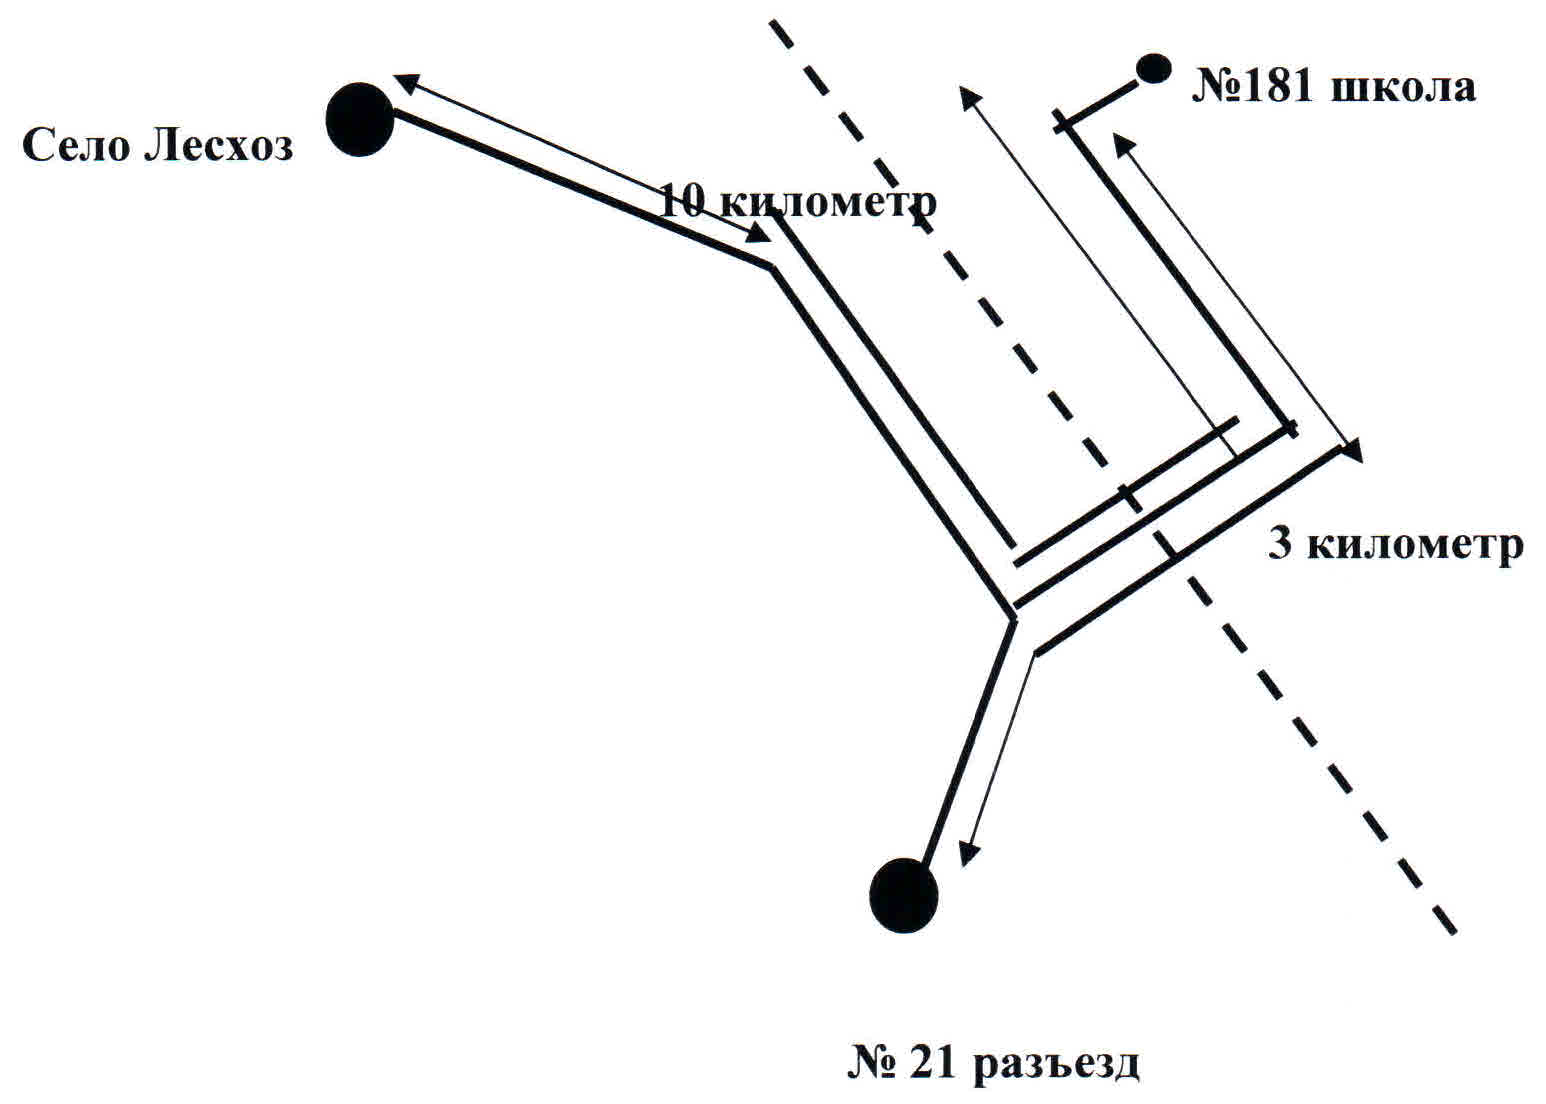 №181 школа
Село Лесхоз
10 километр
3 километр
№ 21 разъезд